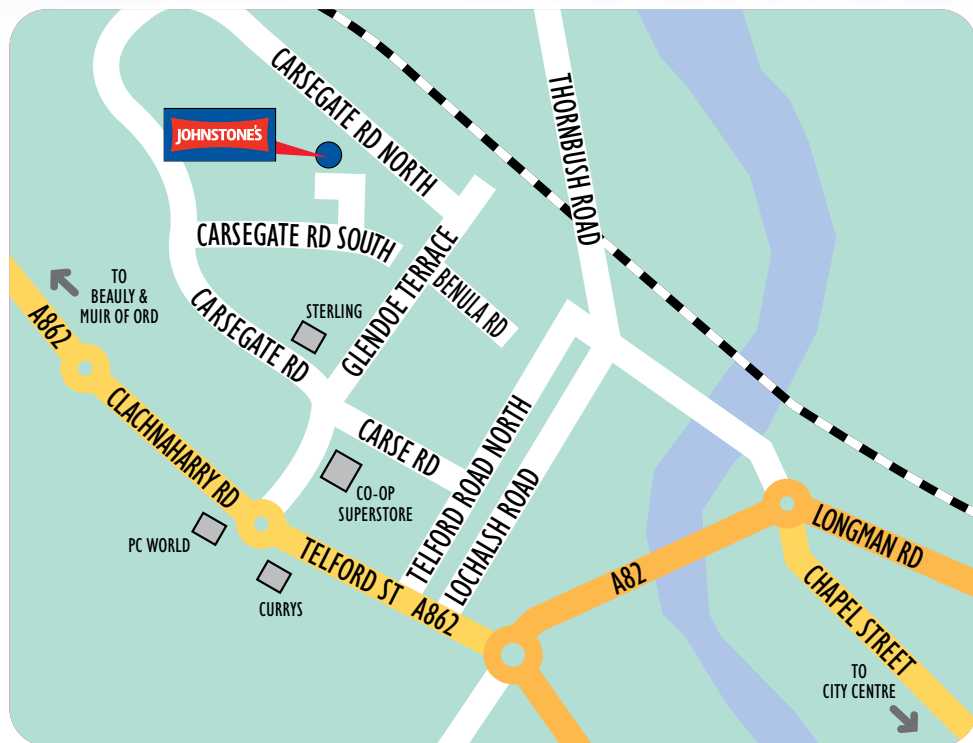 CARSEGATE RD NORTH
THORNBUSH ROAD
JOHNSTONE'S
CARSEGATE RD SOUTH
GLENDOE TERRACE
BENULA RD
TO
BEAULY &
MUIR OF ORD
A862
STERLING
CARSEGATE RD
CLACHNAHARRY RD
CARSE RD
TELFORD ROAD NORTH
LOCHALSH ROAD
CO-OP
SUPERSTORE
PC WORLD
CURRYS
TELFORD ST A862
A82
LONGMAN RD
CHAPEL STREET
TO
CITY CENTRE